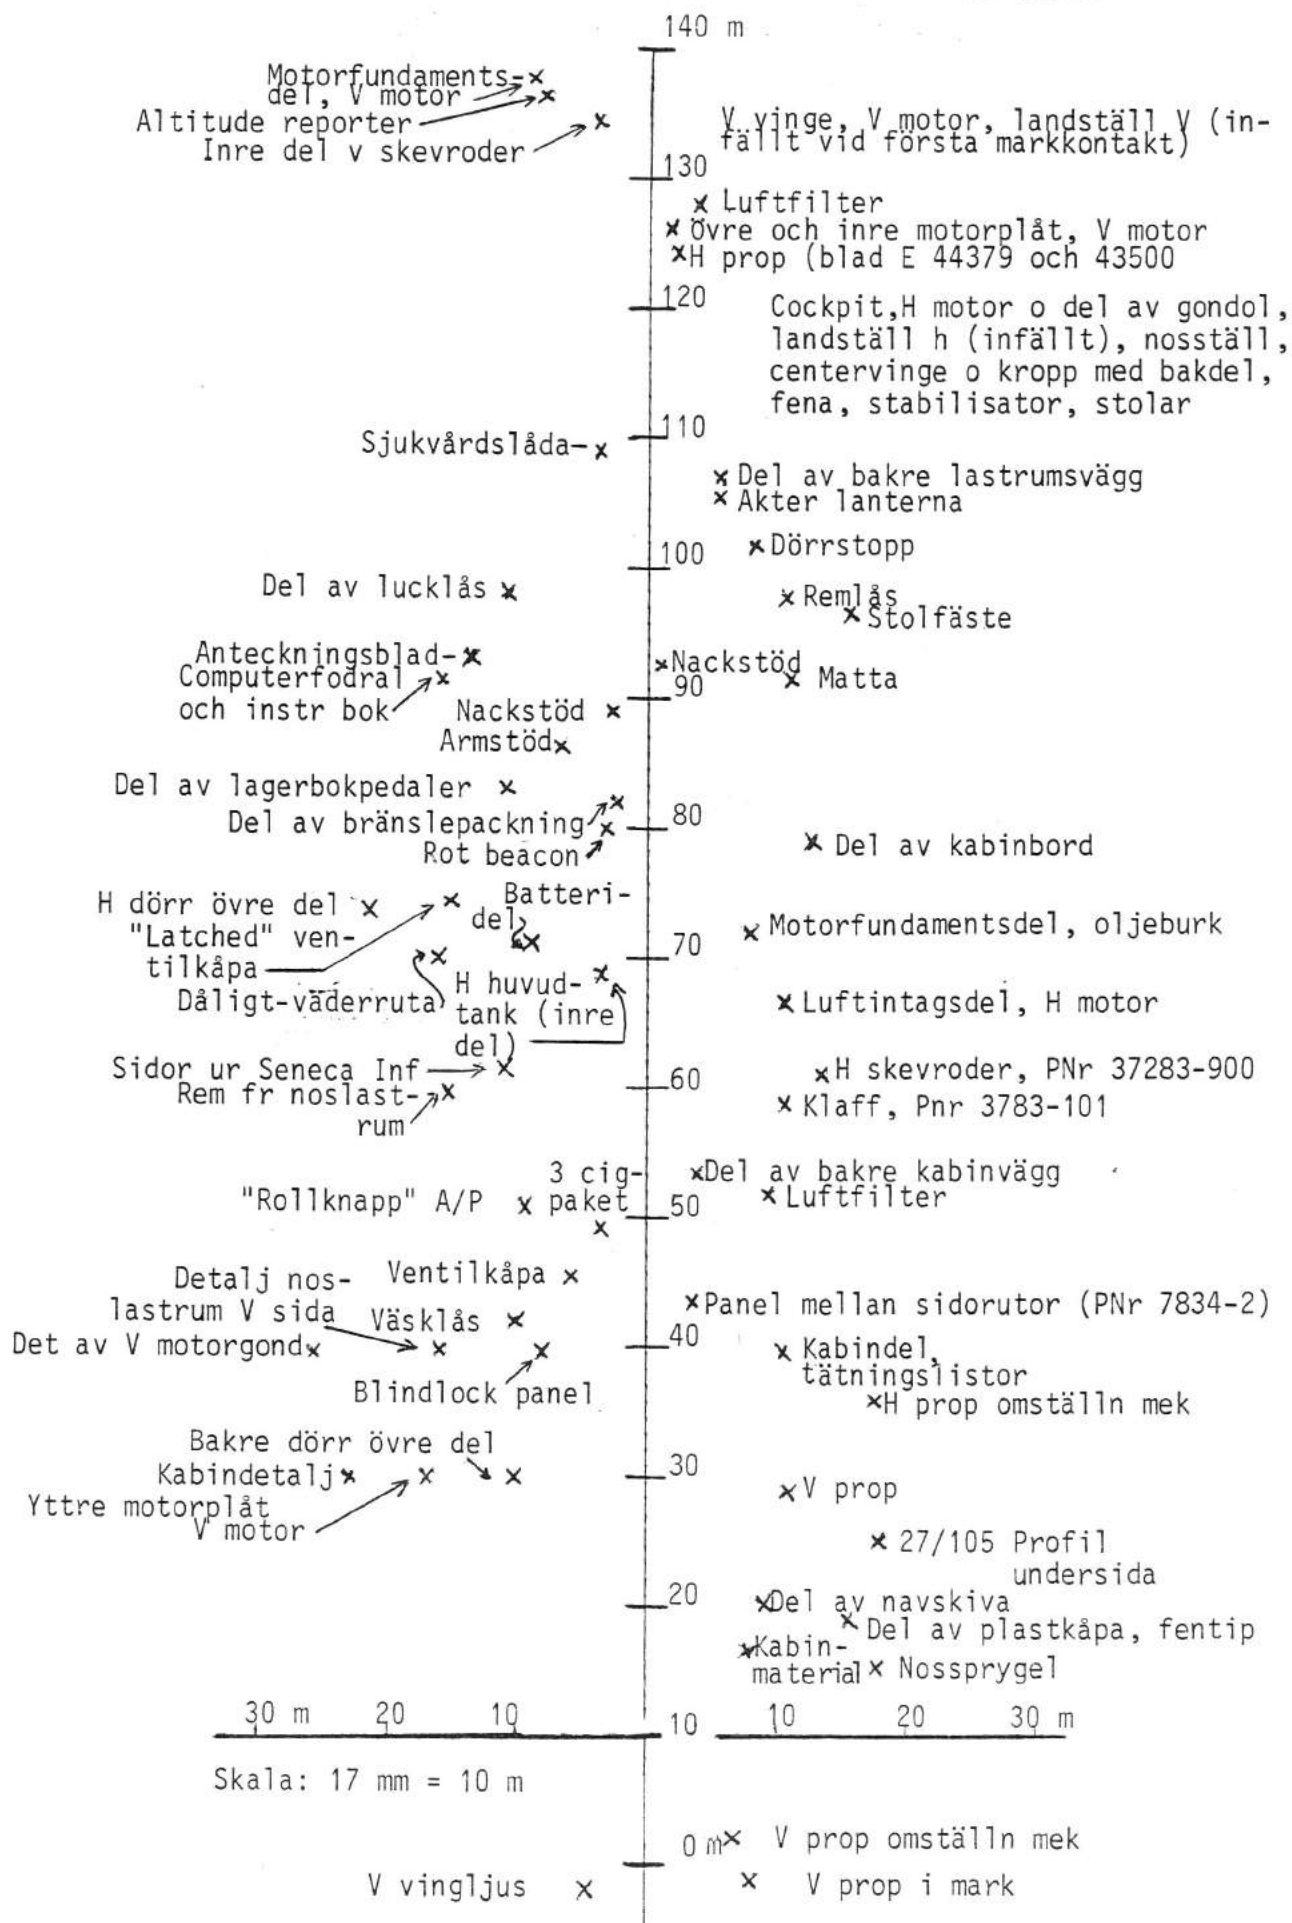 140 m
Motorfundaments-
del, V motor
Altitude reporter
Inre del v skevroder
V vinge, V motor, landställ V (in-
fällt vid första markkontakt)
130
Luftfilter
övre och inre motorplåt, V motor
H prop (blad E 44379 och 43500
120
Cockpit,H motor o del av gondol,
landställ h (infällt), nosställ,
centervinge o kropp med bakdel,
fena, stabilisator, stolar
110
Sjukvårdslåda
Del av bakre lastrumsvägg
Akter lanterna
100
Dörrstopp
Del av lucklås
Remlås
Stolfäste
Anteckningsblad
Computerfodral
och instr bok
Nackstöd
90
Matta
Nackstöd
Armstöd
Del av lagerbokpedaler
Del av bränslepackning
80
Rot beacon
Del av kabinbord
H dörr övre del
Batteri-
del
"Latched" ven-
tilkåpa
Motorfundamentsdel, oljeburk
70
Dåligt-väderruta
H huvud-
tank (inre
del)
Luftintagsdel, H motor
Sidor ur Seneca Inf
H skevroder, PNr 37283-900
60
Rem fr noslast-
rum
Klaff, Pnr 3783-101
3 cig-
paket
Del av bakre kabinvägg
"Rollknapp" A/P
50
Luftfilter
Detalj nos-
lastrum V sida
Ventilkåpa
Väsklås
Panel mellan sidorutor (PNr 7834-2)
Det av V motorgond
40
Kabindel,
tätningslistor
Blindlock panel
H prop omställn mek
Bakre dörr övre del
Kabindetalj
30
V prop
Yttre motorplåt
V motor
27/105 Profil
undersida
20
Del av navskiva
Del av plastkåpa, fentip
Kabin-
material
Nossprygel
30 m 20 10 10 10 20 30 m
Skala: 17 mm = 10 m
0 m
V prop omställn mek
V vingljus
V prop i mark